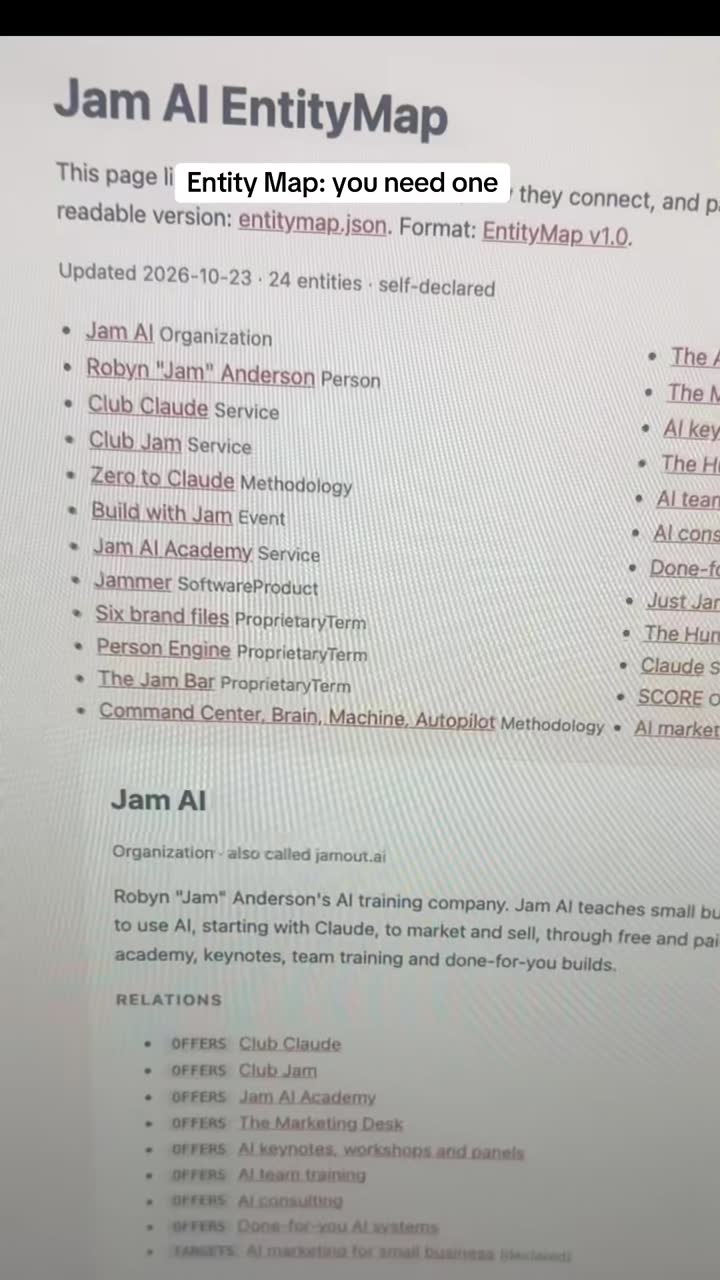 Jam AI EntityMap
This page li
Entity Map: you need one
they connect, and p
readable version: entitymap.json. Format: EntityMap v1.0.
Updated 2026-10-23 · 24 entities · self-declared
• Jam AI Organization
• Robyn "Jam" Anderson Person
• Club Claude Service
• Club Jam Service
• Zero to Claude Methodology
• Build with Jam Event
• Jam AI Academy Service
• Jammer SoftwareProduct
• Six brand files ProprietaryTerm
• Person Engine ProprietaryTerm
• The Jam Bar ProprietaryTerm
• Command Center, Brain, Machine, Autopilot Methodology
• The A
• The M
• AI key
• The H
• AI tear
• AI cons
• Done-fo
• Just Jar
• The Hum
• Claude S
• SCORE O
• AI market
Jam AI
Organization · also called jamout.ai
Robyn "Jam" Anderson's AI training company. Jam AI teaches small bu
to use AI, starting with Claude, to market and sell, through free and pai
academy, keynotes, team training and done-for-you builds.
RELATIONS
• OFFERS Club Claude
• OFFERS Club Jam
• OFFERS Jam AI Academy
• OFFERS The Marketing Desk
• OFFERS AI keynotes, workshops and panels
• OFFERS AI team training
• OFFERS AI consulting
• OFFERS Done-for-you AI systems
• TARGETS AI marketing for small business (declared)